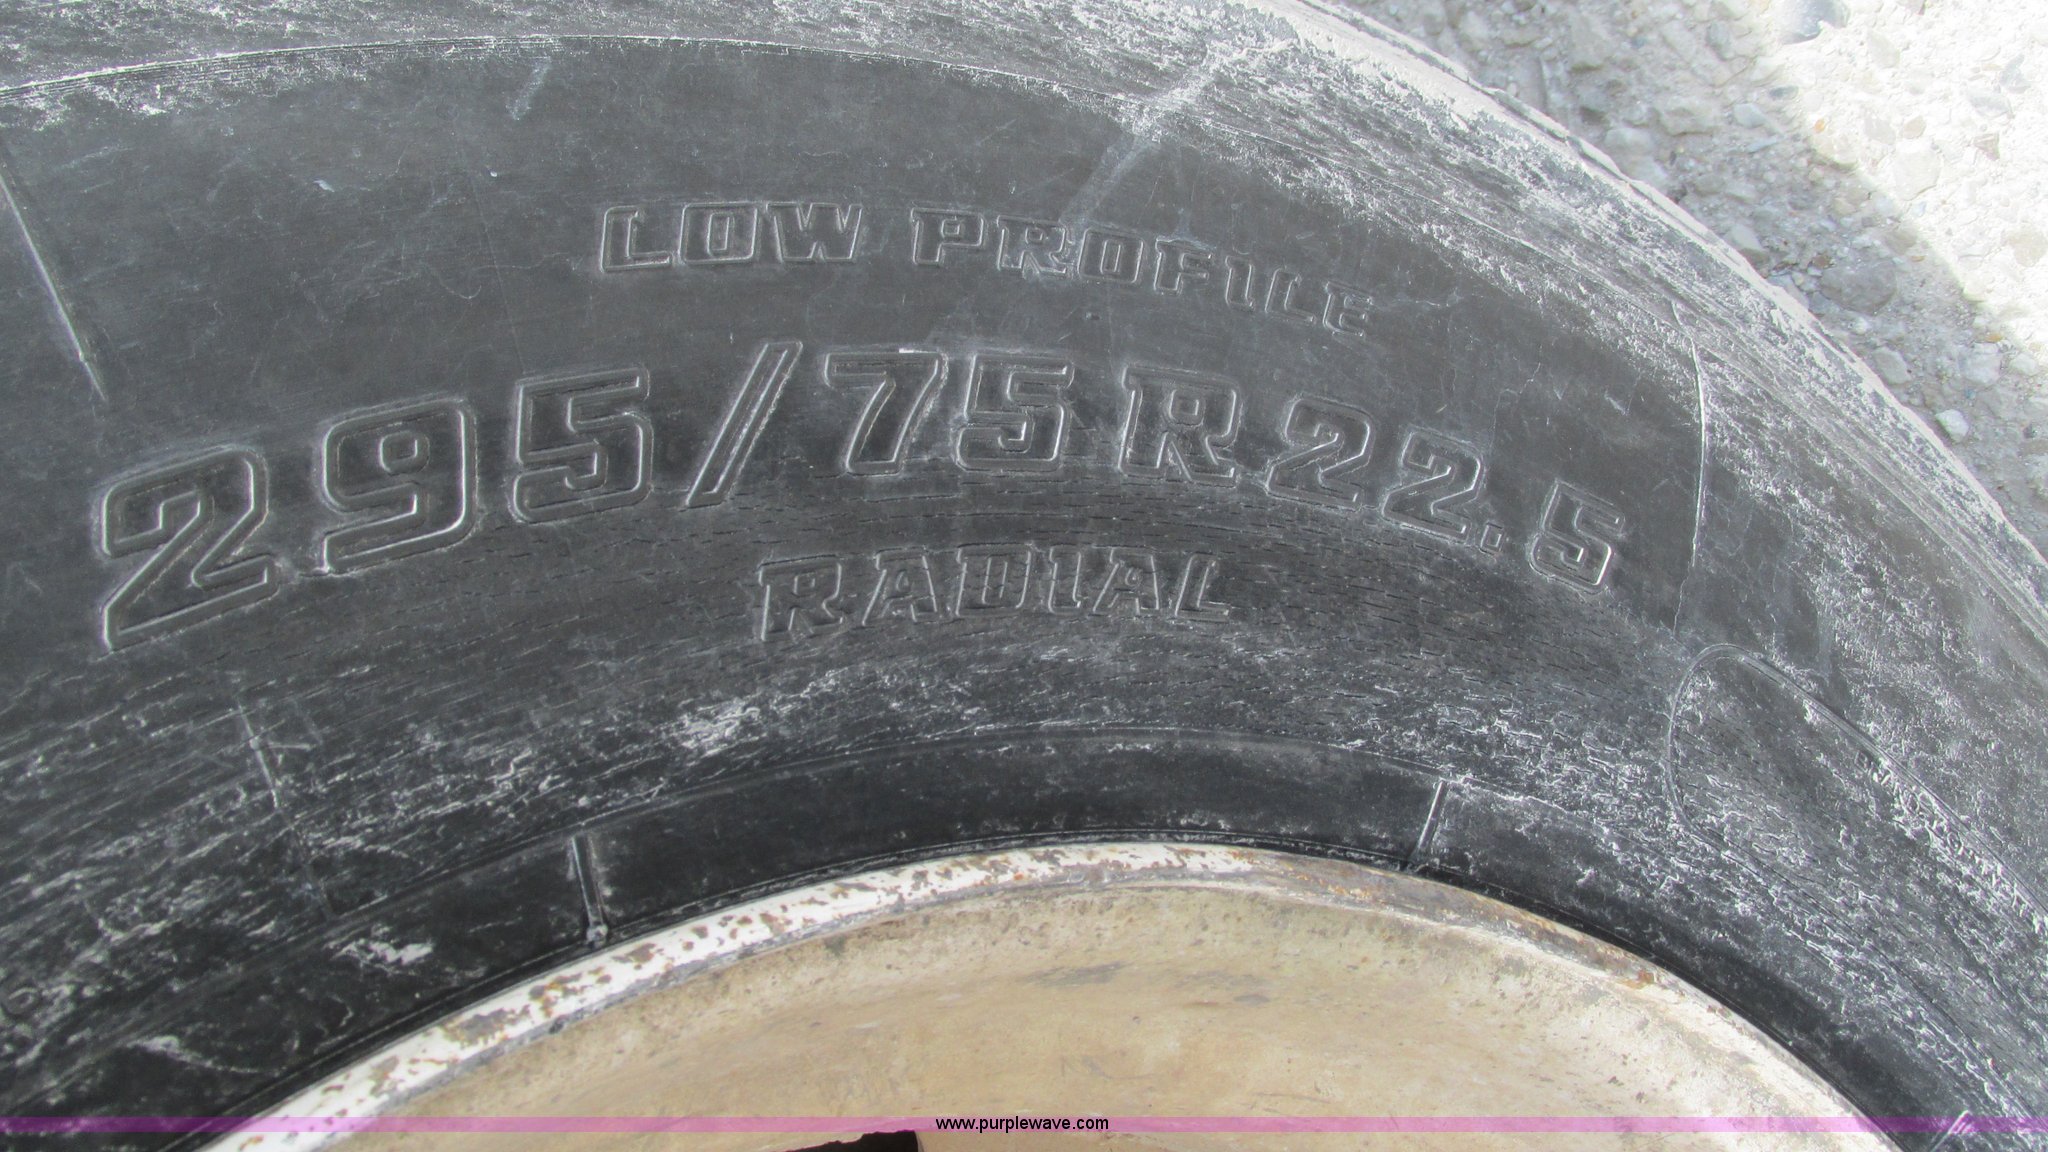 LOW PROFILE
295/75R22.5
RADIAL
www.purplewave.com